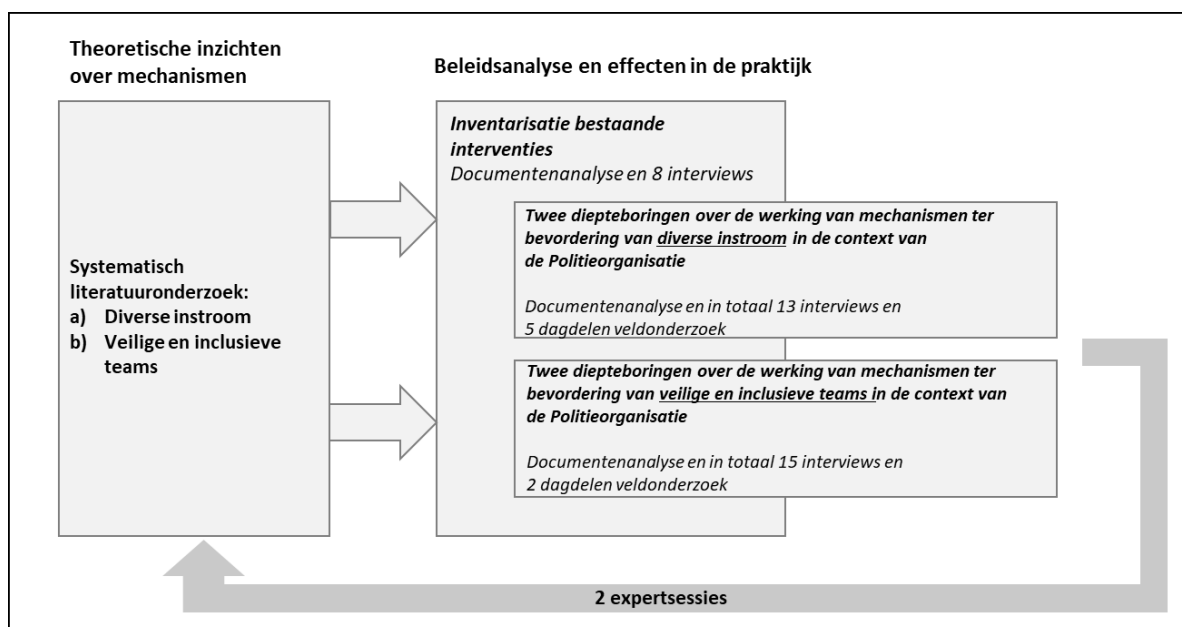 Theoretische inzichten
over mechanismen
Beleidsanalyse en effecten in de praktijk
Systematisch
literatuuronderzoek:
a) Diverse instroom
b) Veilige en inclusieve
teams
Inventarisatie bestaande
interventies
Documentenanalyse en 8 interviews
Twee diepteboringen over de werking van mechanismen ter
bevordering van diverse instroom in de context van
de Politieorganisatie
Documentenanalyse en in totaal 13 interviews en
5 dagdelen veldonderzoek
Twee diepteboringen over de werking van mechanismen ter
bevordering van veilige en inclusieve teams in de context van
de Politieorganisatie
Documentenanalyse en in totaal 15 interviews en
2 dagdelen veldonderzoek
2 expertsessies